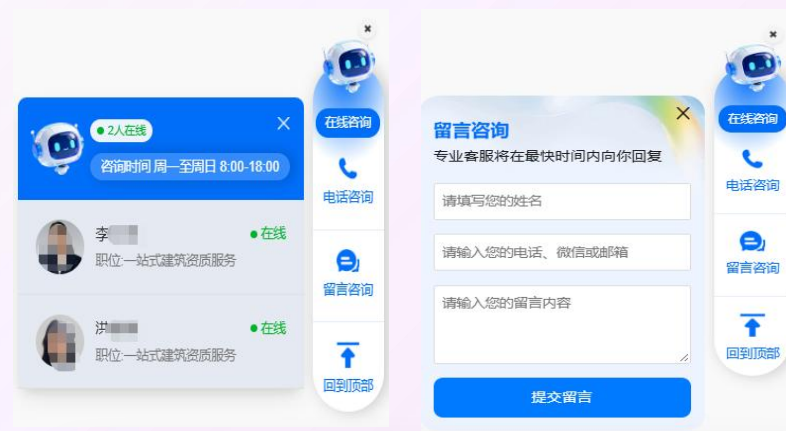 2人在线
咨询时间 周一至周日 8:00-18:00
李
在线
职位:一站式建筑资质服务
洪
在线
职位:一站式建筑资质服务
在线咨询
电话咨询
留言咨询
回到顶部
留言咨询
专业客服将在最快时间内向你回复
请填写您的姓名
请输入您的电话、微信或邮箱
请输入您的留言内容
提交留言
在线咨询
电话咨询
留言咨询
回到顶部